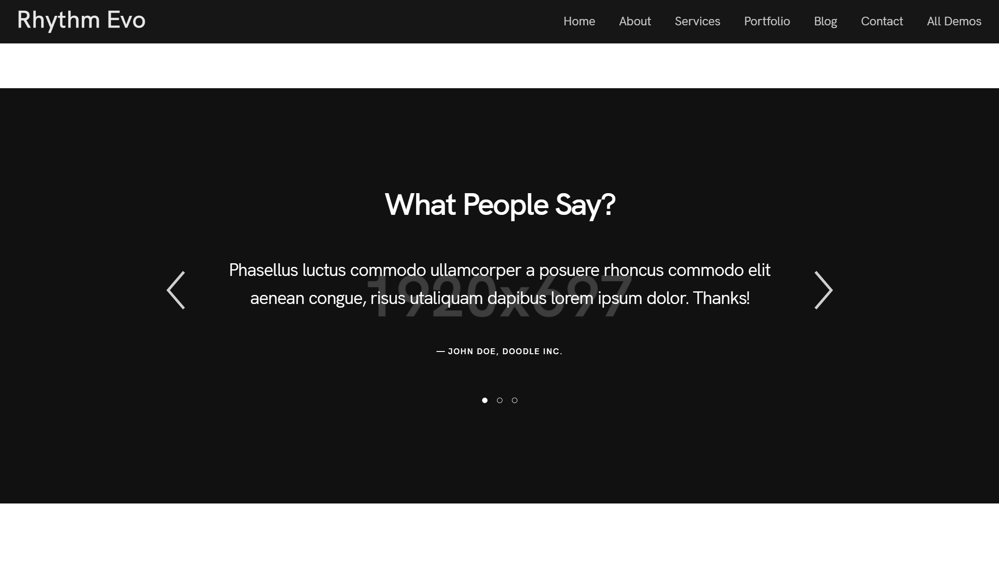 Rhythm Evo
Home About Services Portfolio Blog Contact All Demos
What People Say?
Phasellus luctus commodo ullamcorper a posuere rhoncus commodo elit
1920x697
aenean congue, risus utaliquam dapibus lorem ipsum dolor. Thanks!
— JOHN DOE, DOODLE INC.